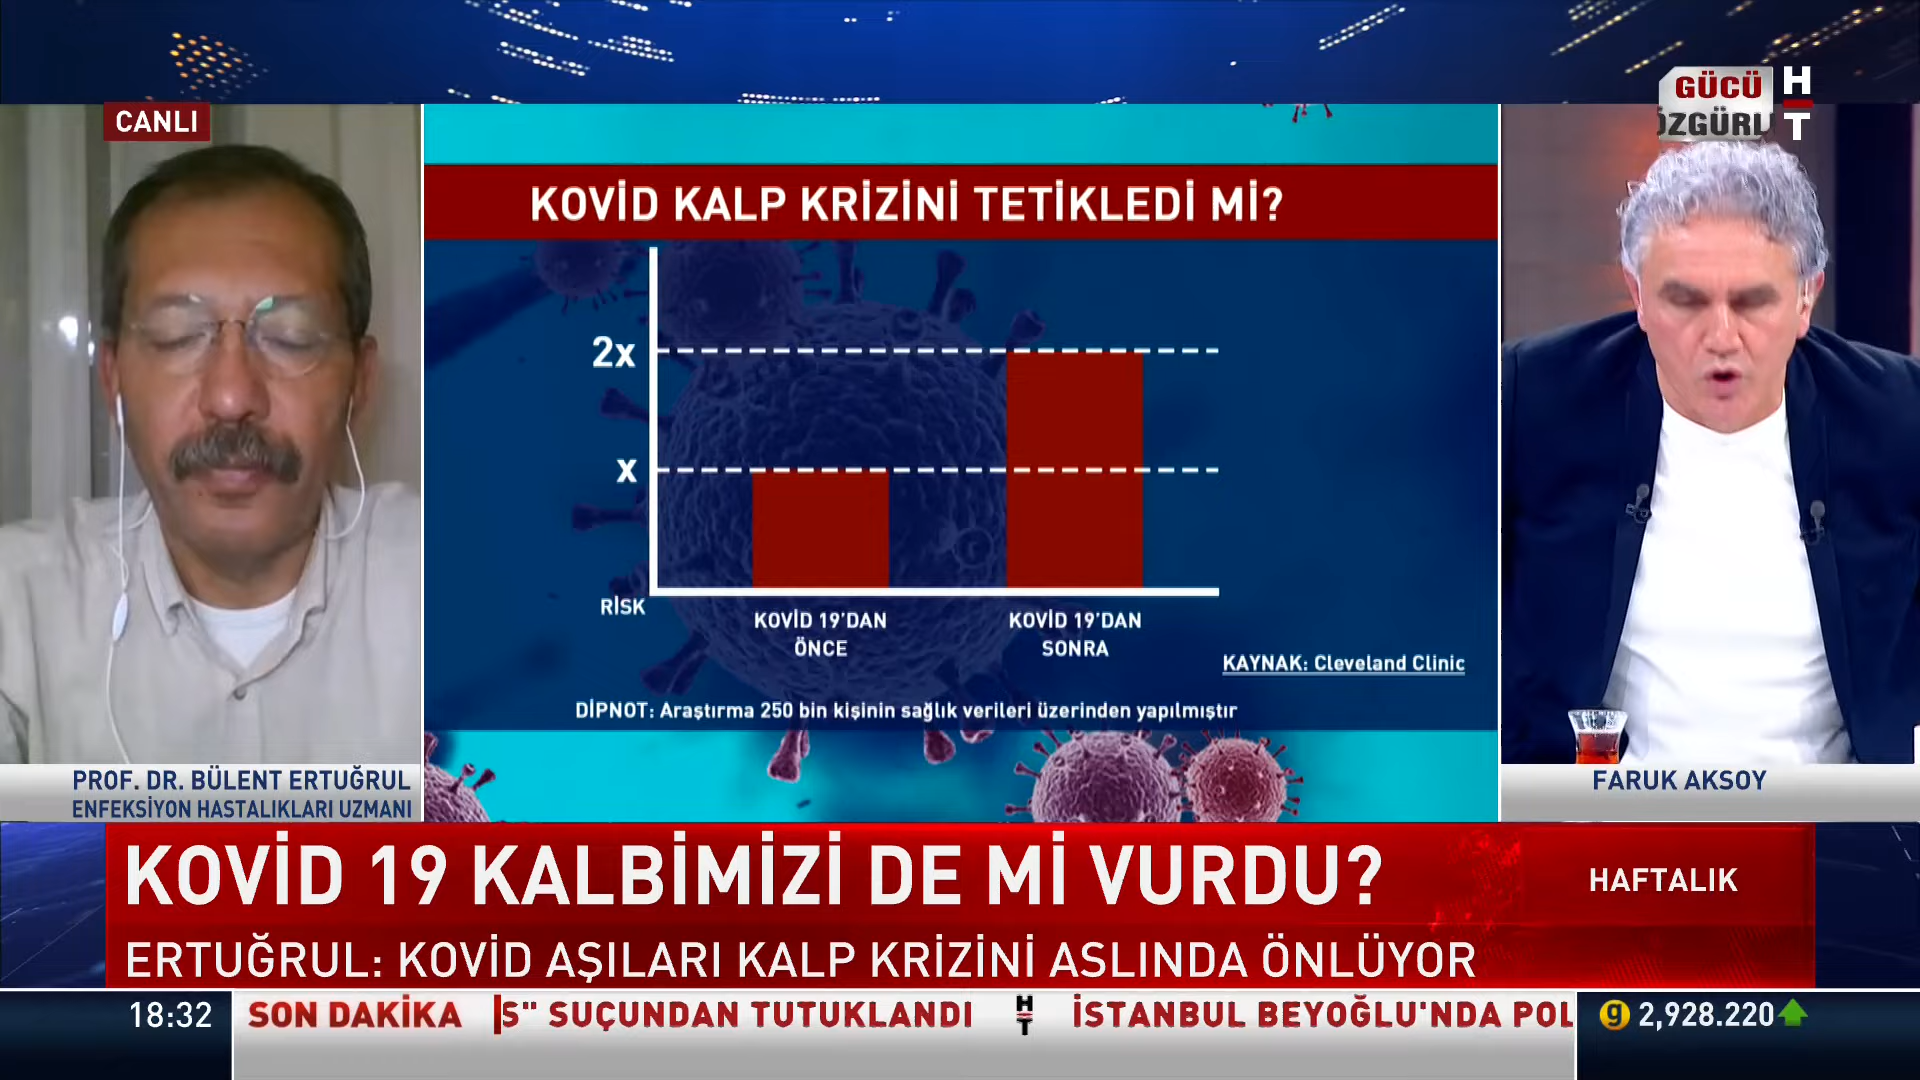 GÜCÜ
ÖZGÜRL
H
T
CANLI
KOVİD KALP KRİZİNİ TETİKLEDİ Mİ?
2x
x
RİSK
KOVİD 19'DAN
ÖNCE
KOVİD 19'DAN
SONRA
KAYNAK: Cleveland Clinic
DİPNOT: Araştırma 250 bin kişinin sağlık verileri üzerinden yapılmıştır
PROF. DR. BÜLENT ERTUĞRUL
ENFEKSİYON HASTALIKLARI UZMANI
FARUK AKSOY
KOVİD 19 KALBİMİZİ DE Mİ VURDU?
HAFTALIK
ERTUĞRUL: KOVİD AŞILARI KALP KRİZİNİ ASLINDA ÖNLÜYOR
18:32
SON DAKİKA
S" SUÇUNDAN TUTUKLANDI
HT
İSTANBUL BEYOĞLU'NDA POL
g 2,928.220